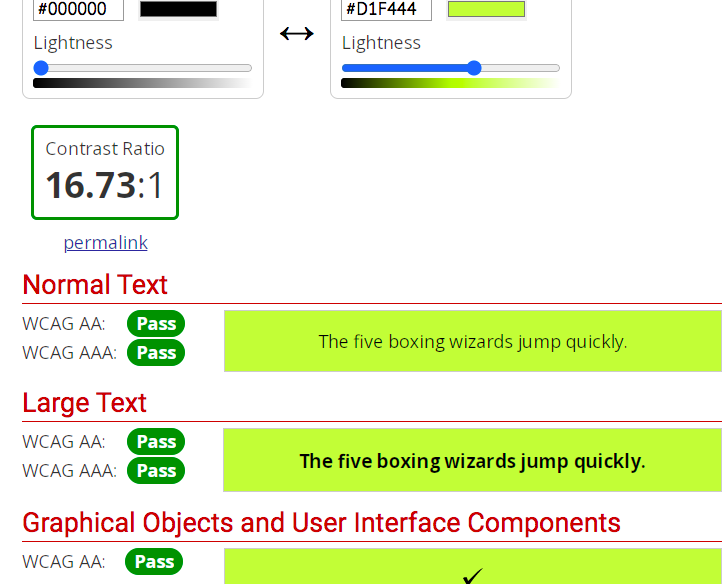 #000000
#D1F444
Lightness
Lightness
Contrast Ratio
16.73:1
permalink
Normal Text
WCAG AA: Pass
WCAG AAA: Pass
The five boxing wizards jump quickly.
Large Text
WCAG AA: Pass
WCAG AAA: Pass
The five boxing wizards jump quickly.
Graphical Objects and User Interface Components
WCAG AA: Pass